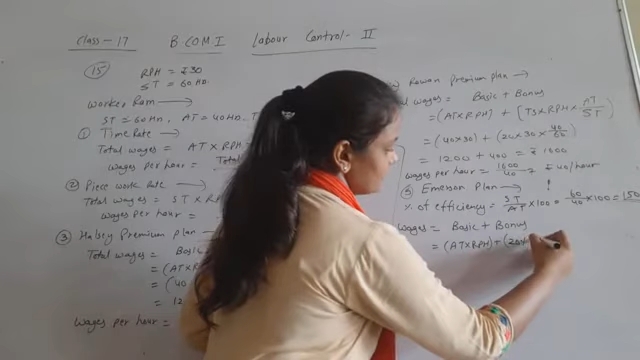 Class - 17 B COM I Labour Control - II
15 RPH = ₹30
ST = 60 Hr.
Worker Ram →
ST = 60 Hr, AT = 40 Hr.
① Time Rate →
Total wages = AT X RPH
wages per hour = Total
② Piece work Rate →
Total wages = ST X RP
wages per hour =
③ Halsey Premium plan →
Total wages = Basic
= (AT
= (40
= 12
wages per hour =
Rowan Premium plan →
wages = Basic + Bonus
= (AT X RPH) + [TS X RPH X AT/ST]
= (40 X 30) + (20 X 30 X 40/60)
= 1200 + 400 = ₹ 1600
wages per hour = 1600/40 = ₹ 40/hour
⑤ Emerson Plan →
% of efficiency = ST/AT X 100 = 60/40 X 100 = 150
wages = Basic + Bonus
= (AT X RPH) + (20%